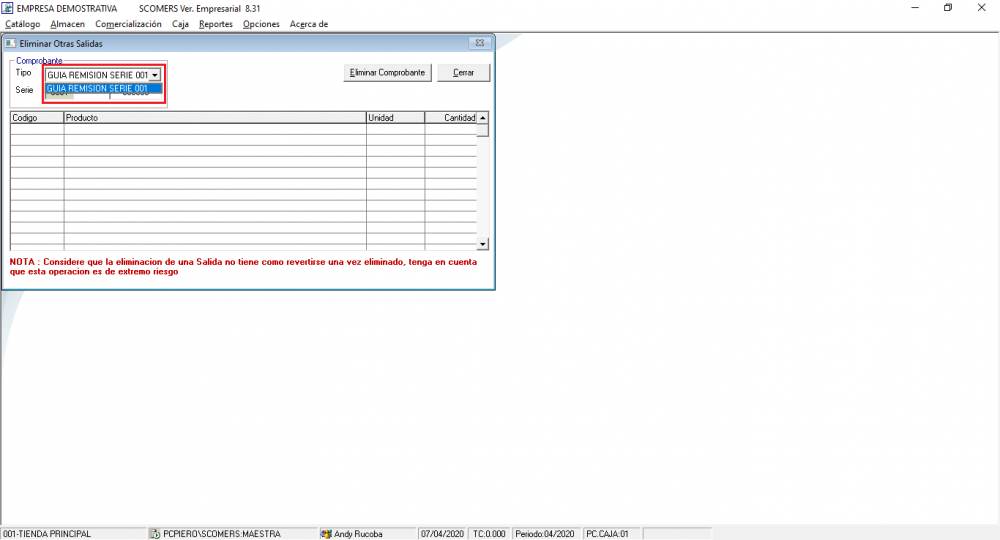 EMPRESA DEMOSTRATIVA SCOMERS Ver. Empresarial 8.31
Catálogo Almacen Comercialización Caja Reportes Opciones Acerca de
Eliminar Otras Salidas
Comprobante
Tipo GUIA REMISION SERIE 001 Eliminar Comprobante Cerrar
GUIA REMISION SERIE 001
Serie
Codigo Producto Unidad Cantidad
NOTA : Considere que la eliminacion de una Salida no tiene como revertirse una vez eliminado, tenga en cuenta
que esta operacion es de extremo riesgo
001-TIENDA PRINCIPAL PCPIERO\SCOMERS:MAESTRA Andy Rucoba 07/04/2020 TC:0.000 Periodo:04/2020 PC.CAJA:01